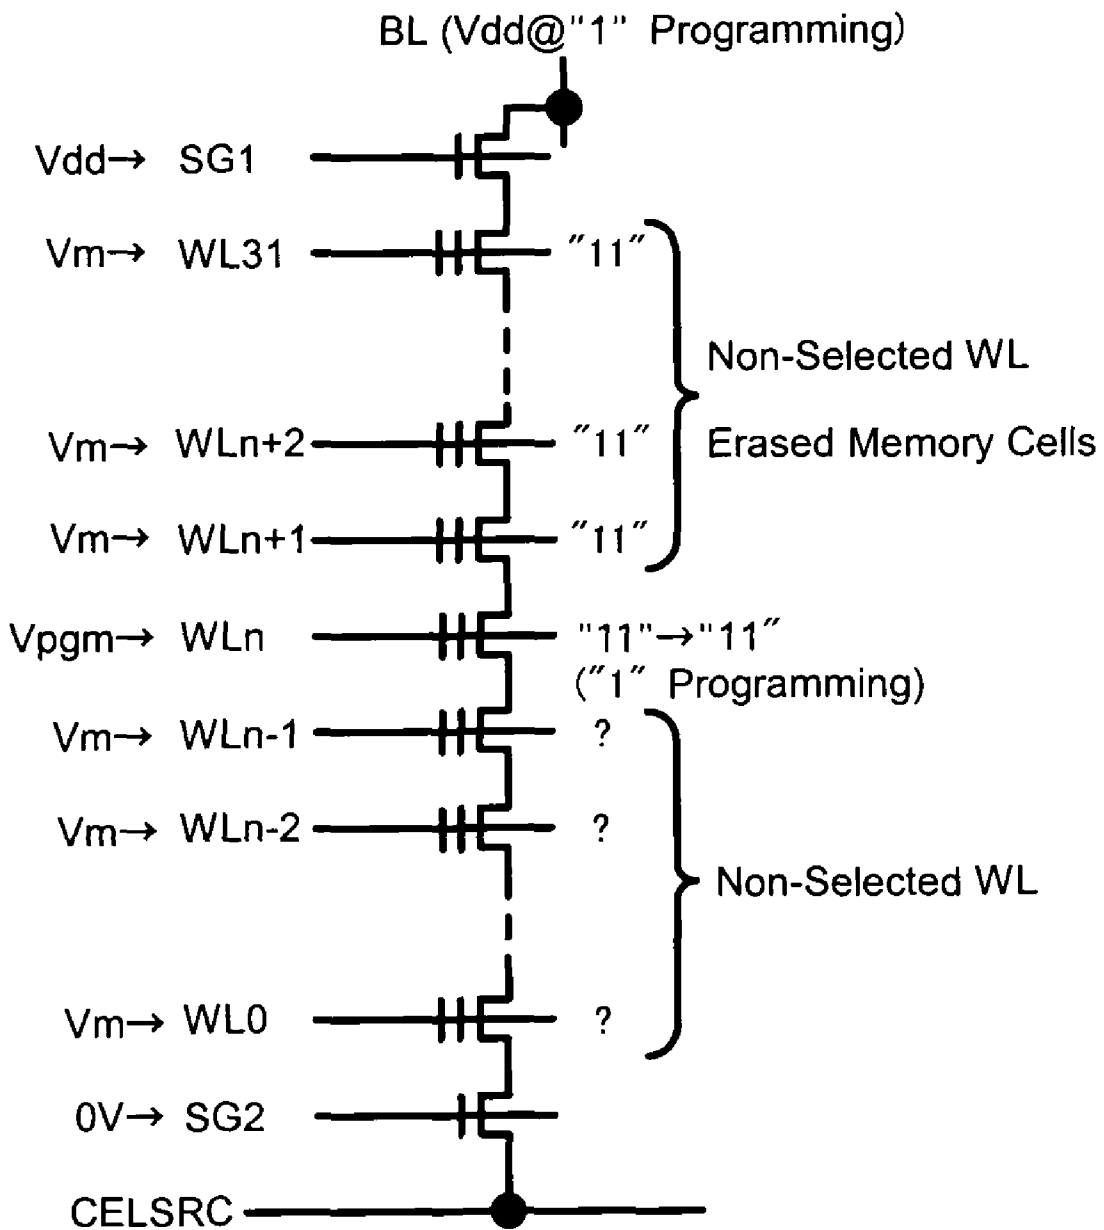 BL (Vdd@"1" Programming)
Vdd→ SG1
Vm→ WL31 "11"
Non-Selected WL
Erased Memory Cells
Vm→ WLn+2 "11"
Vm→ WLn+1 "11"
Vpgm→ WLn "11"→"11"
("1" Programming)
Vm→ WLn-1 ?
Vm→ WLn-2 ?
Non-Selected WL
Vm→ WL0 ?
0V→ SG2
CELSRC